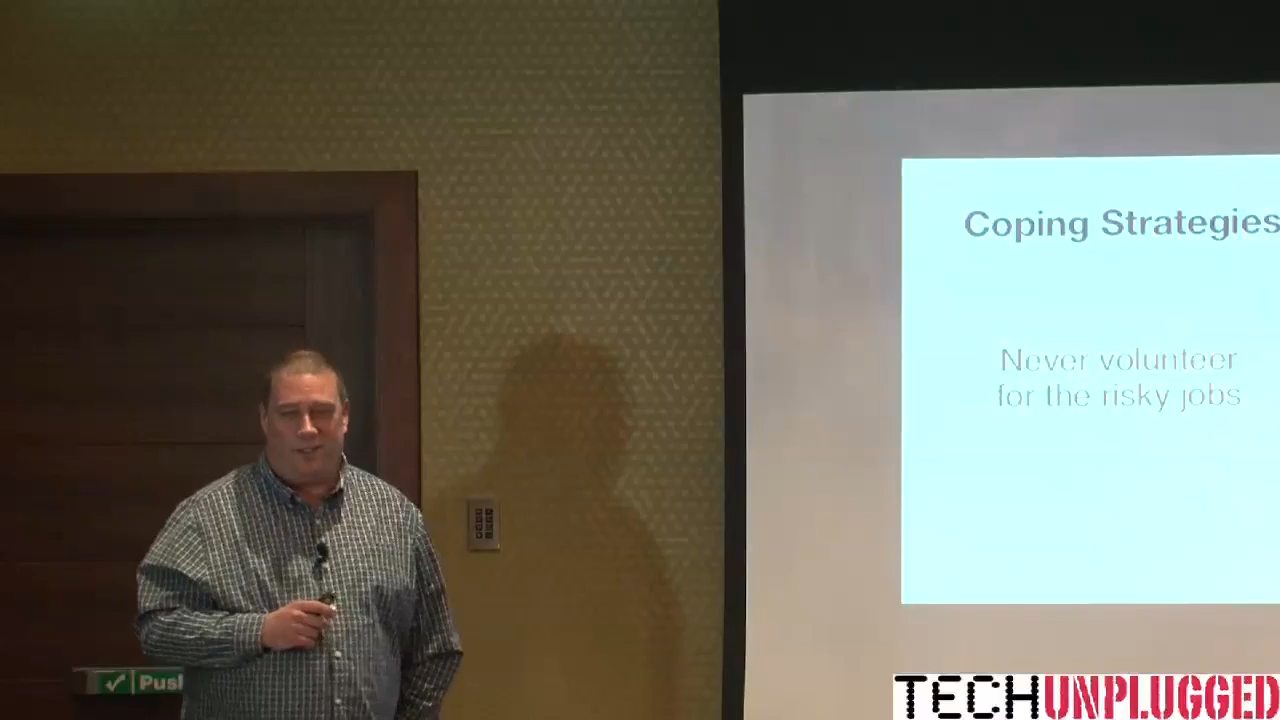 Coping Strategies
Never volunteer
for the risky jobs
Push
TECHUNPLUGGED